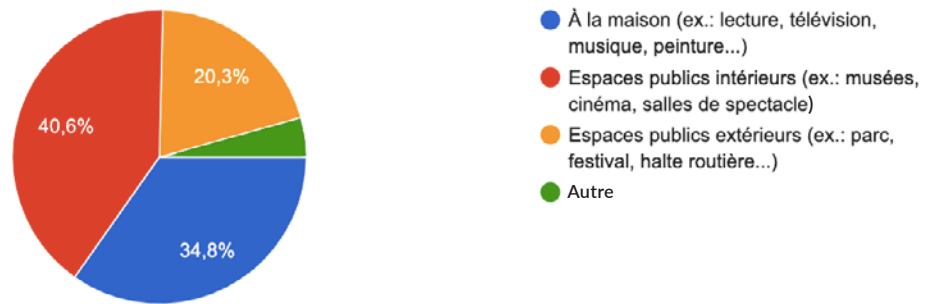 20,3%
40,6%
34,8%
À la maison (ex.: lecture, télévision,
musique, peinture...)
Espaces publics intérieurs (ex.: musées,
cinéma, salles de spectacle)
Espaces publics extérieurs (ex.: parc,
festival, halte routière...)
Autre